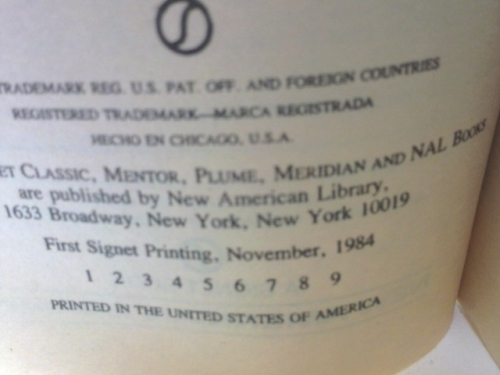 TRADEMARK REG. U.S. PAT. OFF. AND FOREIGN COUNTRIES
REGISTERED TRADEMARK—MARCA REGISTRADA
HECHO EN CHICAGO, U.S.A.
ET CLASSIC, MENTOR, PLUME, MERIDIAN AND NAL BOOKS
are published by New American Library,
1633 Broadway, New York, New York 10019
First Signet Printing, November, 1984
1 2 3 4 5 6 7 8 9
PRINTED IN THE UNITED STATES OF AMERICA